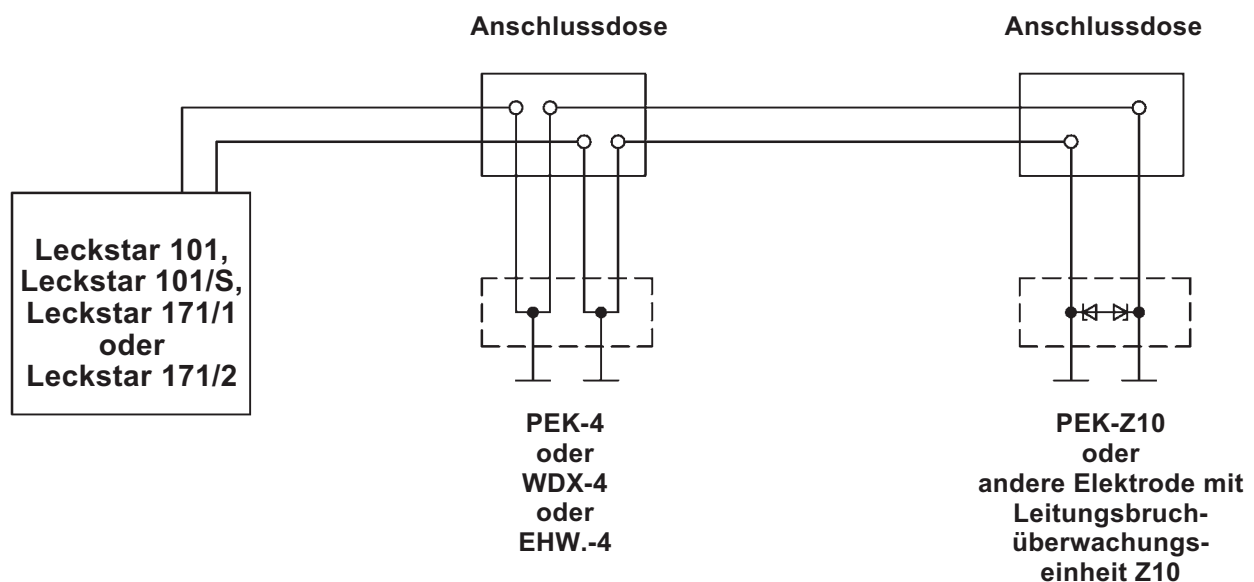 Anschlussdose
Anschlussdose
Leckstar 101,
Leckstar 101/S,
Leckstar 171/1
oder
Leckstar 171/2
PEK-4
oder
WDX-4
oder
EHW.-4
PEK-Z10
oder
andere Elektrode mit
Leitungsbruch-
überwachungs-
einheit Z10